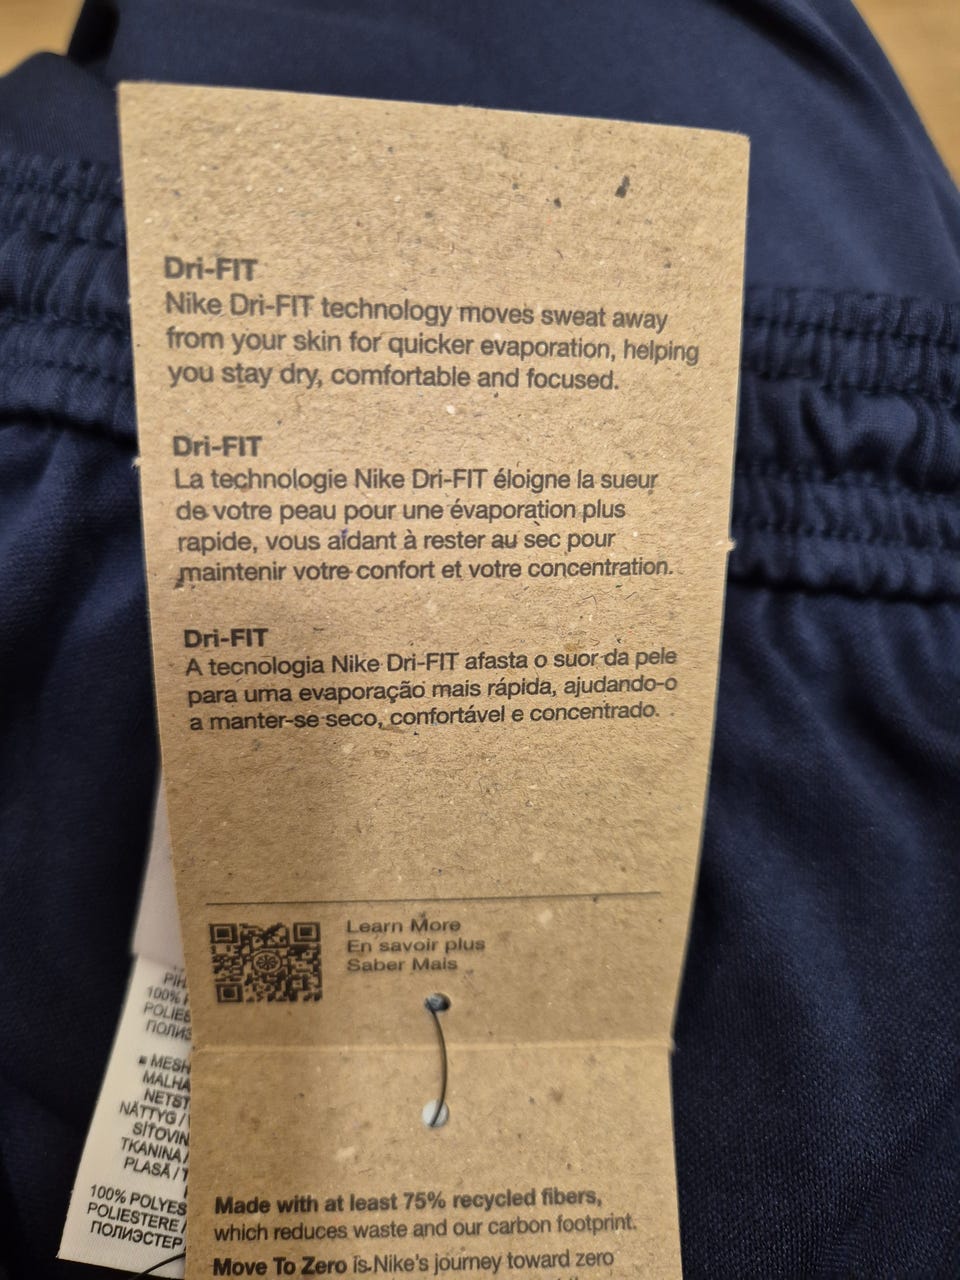 Dri-FIT
Nike Dri-FIT technology moves sweat away
from your skin for quicker evaporation, helping
you stay dry, comfortable and focused.
Dri-FIT
La technologie Nike Dri-FIT éloigne la sueur
de votre peau pour une évaporation plus
rapide, vous aidant à rester au sec pour
maintenir votre confort et votre concentration.
Dri-FIT
A tecnologia Nike Dri-FIT afasta o suor da pele
para uma evaporação mais rápida, ajudando-o
a manter-se seco, confortável e concentrado.
Learn More
En savoir plus
Saber Mais
100%
■ MESH
MALHA
NÄTTYG /
TKANINA
PLASĂ /
100% POLYES
POLIESTERE /
ПОЛИЭСТЕР
Made with at least 75% recycled fibers,
which reduces waste and our carbon footprint.
Move To Zero is Nike's journey toward zero